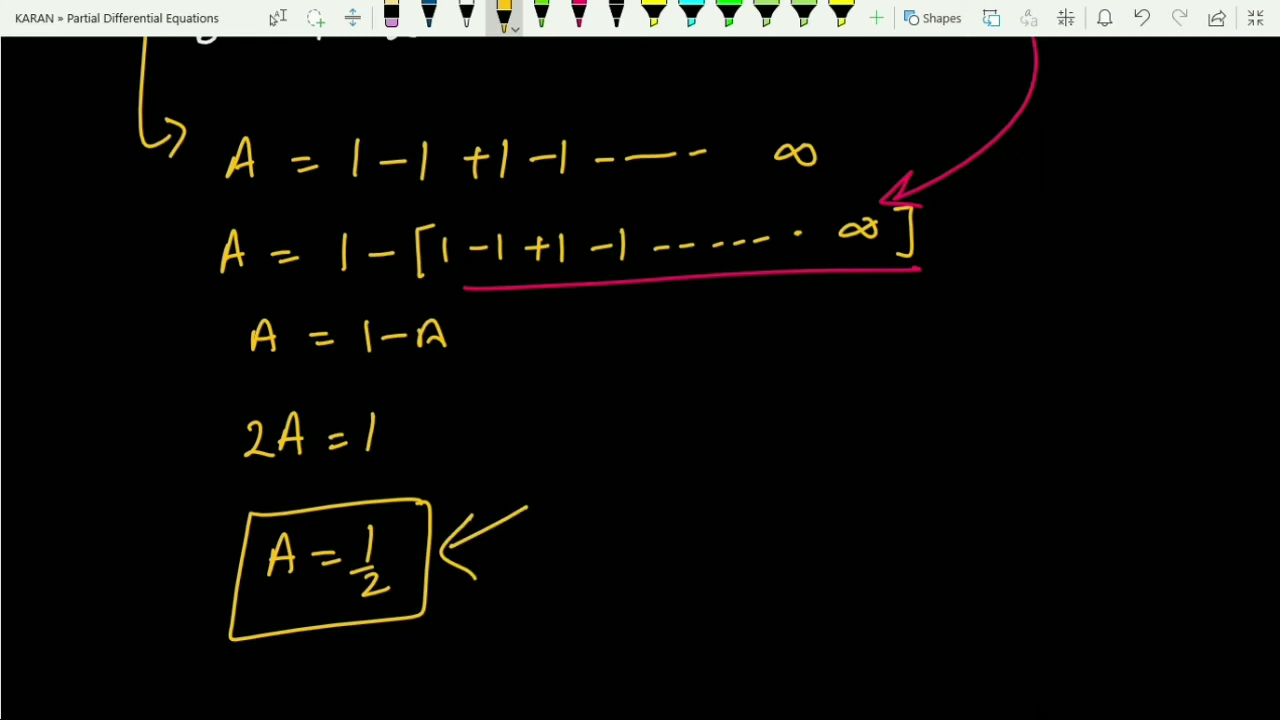 KARAN » Partial Differential Equations Shapes
A = 1 - 1 + 1 - 1 ------- ∞
A = 1 - [1 - 1 + 1 - 1 ------- . ∞]
A = 1 - A
2A = 1
A = 1/2